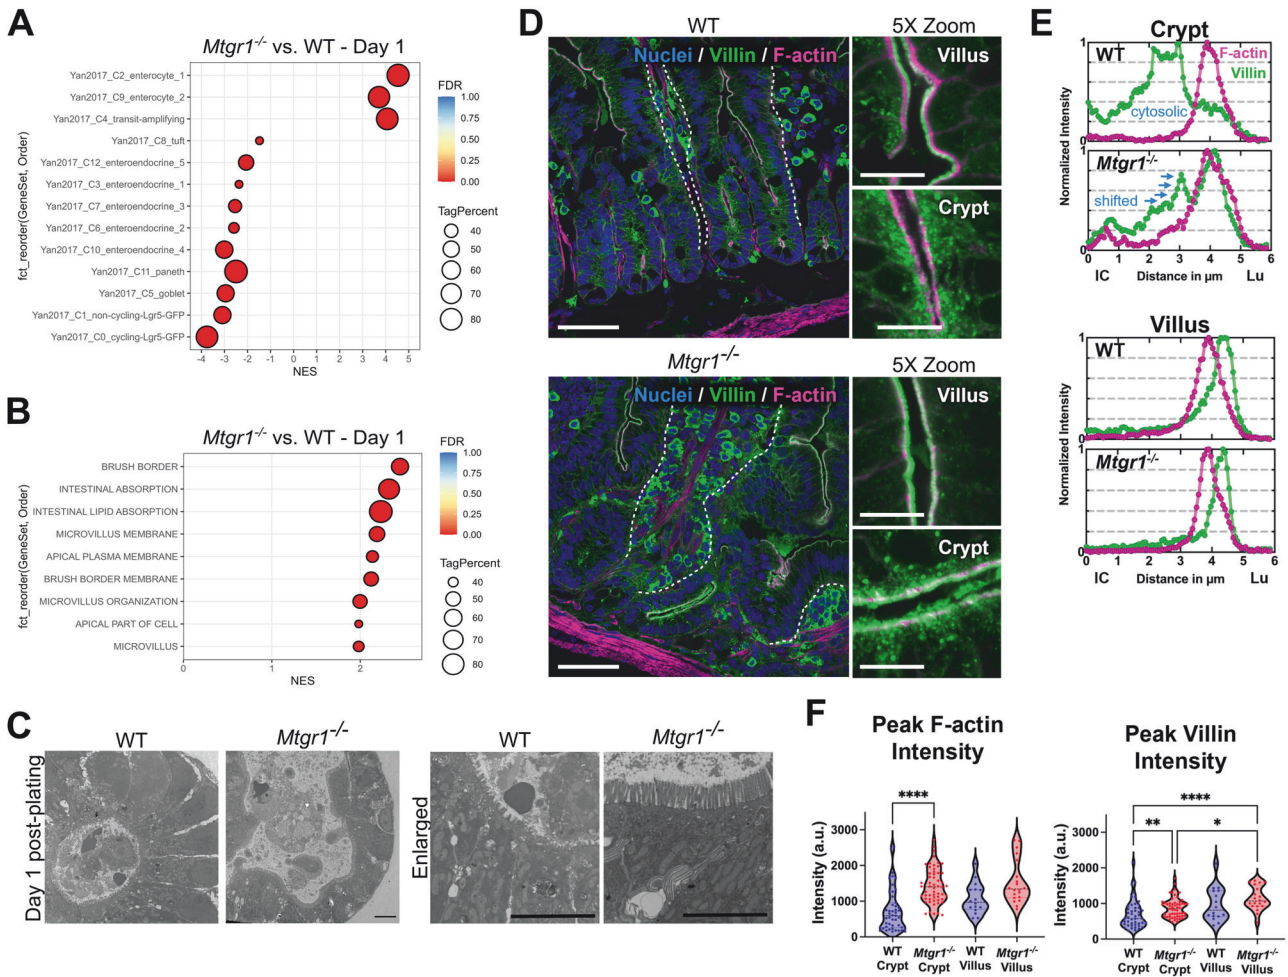 A
Mtgr1-/- vs. WT - Day 1
fct_reorder(GeneSet, Order)
Yan2017_C2_enterocyte_1
Yan2017_C9_enterocyte_2
Yan2017_C4_transit-amplifying
Yan2017_C8_tuft
Yan2017_C12_enteroendocrine_5
Yan2017_C3_enteroendocrine_1
Yan2017_C7_enteroendocrine_3
Yan2017_C6_enteroendocrine_2
Yan2017_C10_enteroendocrine_4
Yan2017_C11_paneth
Yan2017_C5_goblet
Yan2017_C1_non-cycling-Lgr5-GFP
Yan2017_C0_cycling-Lgr5-GFP
-4 -3 -2 -1 0 1 2 3 4 5
NES
FDR
1.00
0.75
0.50
0.25
0.00
TagPercent
40
50
60
70
80
B
Mtgr1-/- vs. WT - Day 1
fct_reorder(GeneSet, Order)
BRUSH BORDER
INTESTINAL ABSORPTION
INTESTINAL LIPID ABSORPTION
MICROVILLUS MEMBRANE
APICAL PLASMA MEMBRANE
BRUSH BORDER MEMBRANE
MICROVILLUS ORGANIZATION
APICAL PART OF CELL
MICROVILLUS
0 1 2
NES
FDR
1.00
0.75
0.50
0.25
0.00
TagPercent
40
50
60
70
80
C
WT Mtgr1-/- WT Mtgr1-/-
Day 1 post-plating
Enlarged
D
WT 5X Zoom
Nuclei / Villin / F-actin
Villus
Crypt
Mtgr1-/- 5X Zoom
Nuclei / Villin / F-actin
Villus
Crypt
E
Crypt
Normalized Intensity
1
WT
F-actin
Villin
cytosolic
0
1
Mtgr1-/-
shifted
0
0 1 2 3 4 5 6
IC Distance in µm Lu
Villus
Normalized Intensity
1
WT
0
1
Mtgr1-/-
0
0 1 2 3 4 5 6
IC Distance in µm Lu
F
Peak F-actin
Intensity
Intensity (a.u.)
****
3000
2000
1000
0
WT Mtgr1-/- WT Mtgr1-/-
Crypt Crypt Villus Villus
Peak Villin
Intensity
Intensity (a.u.)
****
** *
3000
2000
1000
0
WT Mtgr1-/- WT Mtgr1-/-
Crypt Crypt Villus Villus